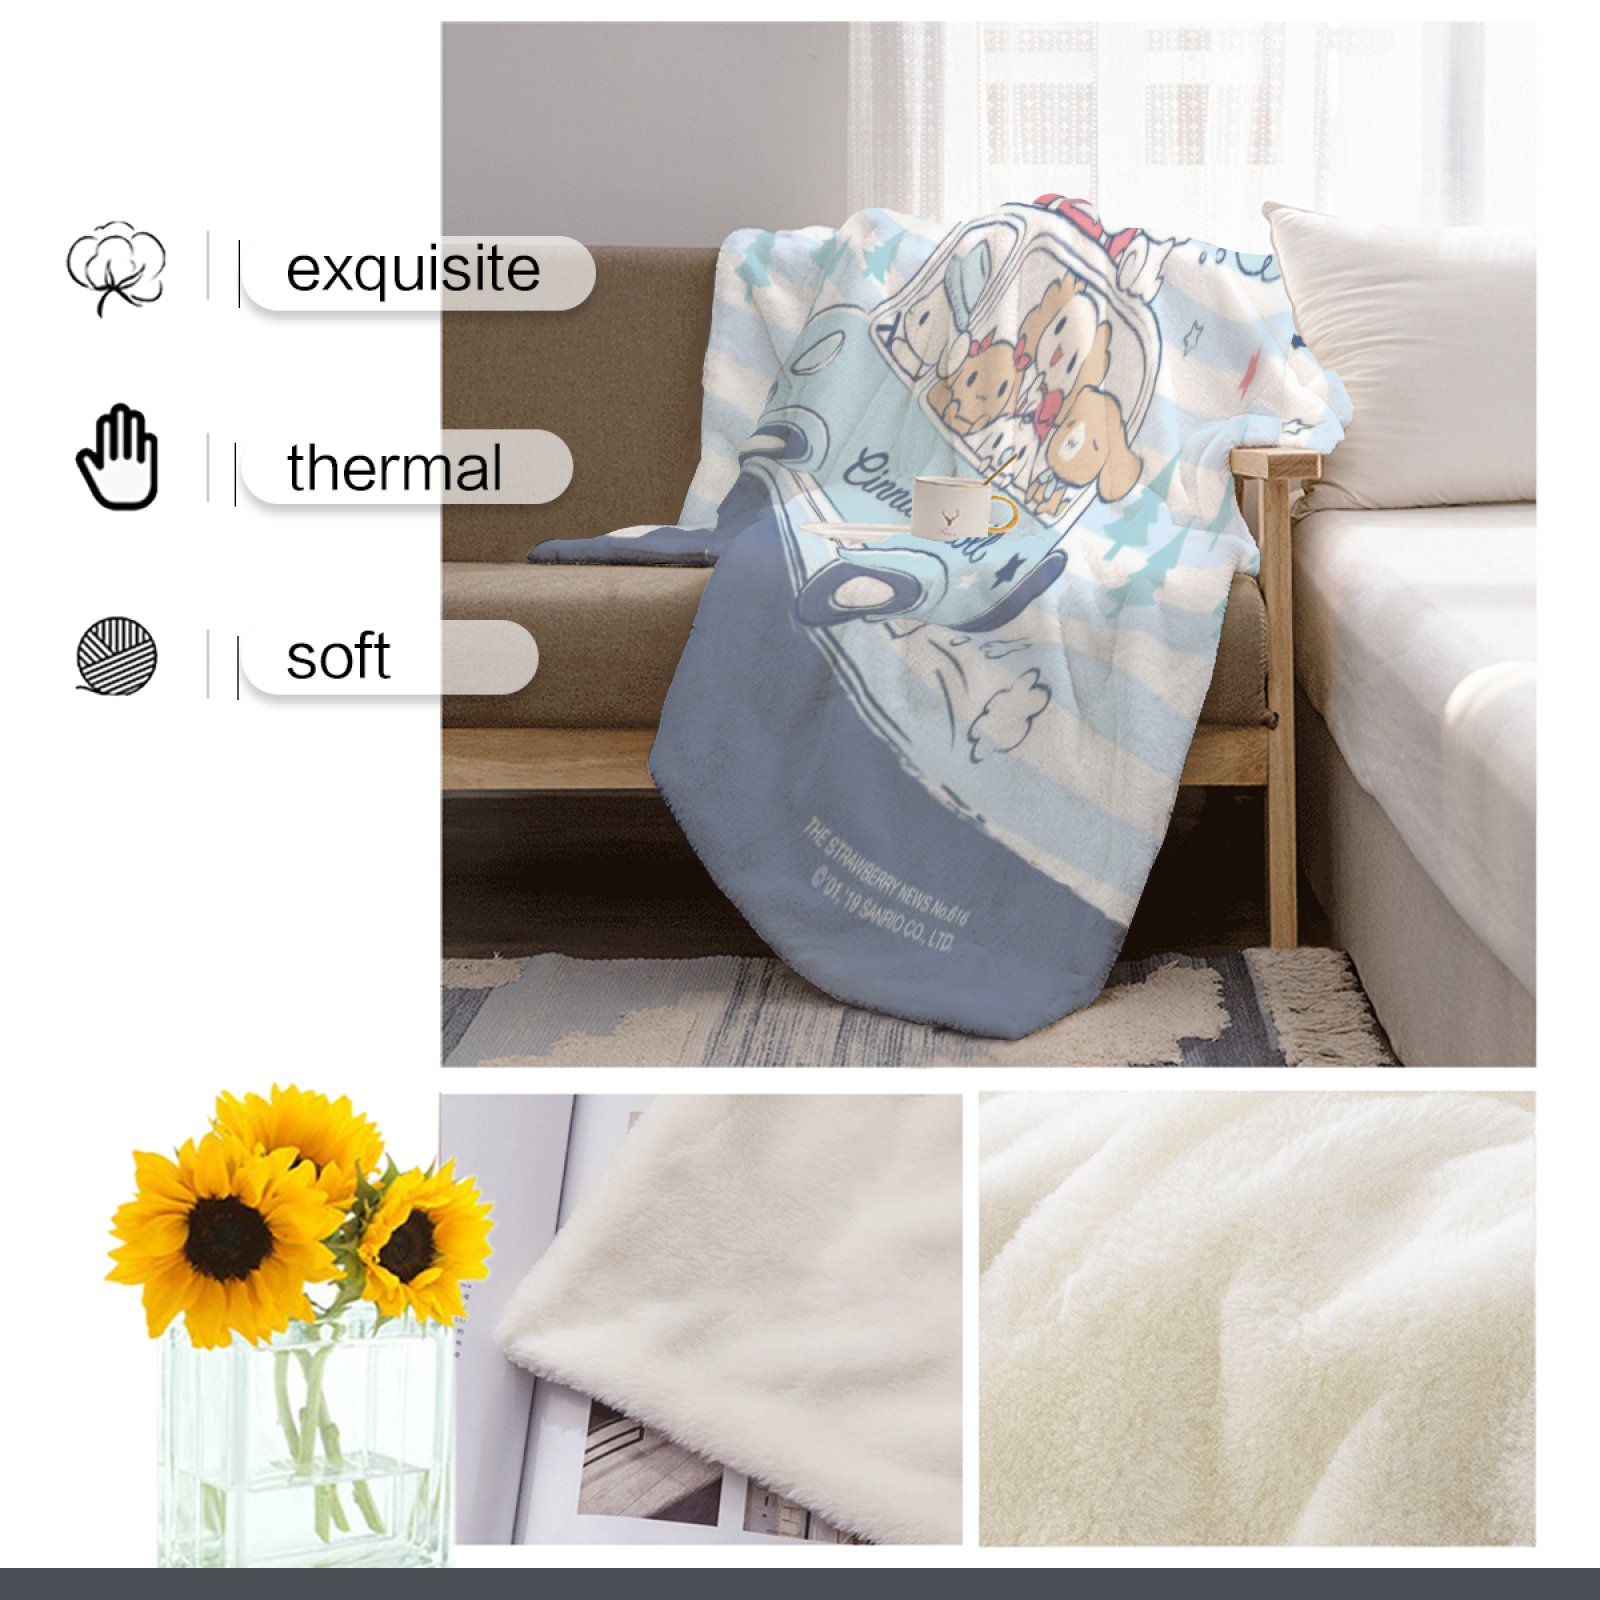 exquisite
thermal
soft
THE STRAWBERRY NEWS No.616
© '01, '19 SANRIO CO., LTD.